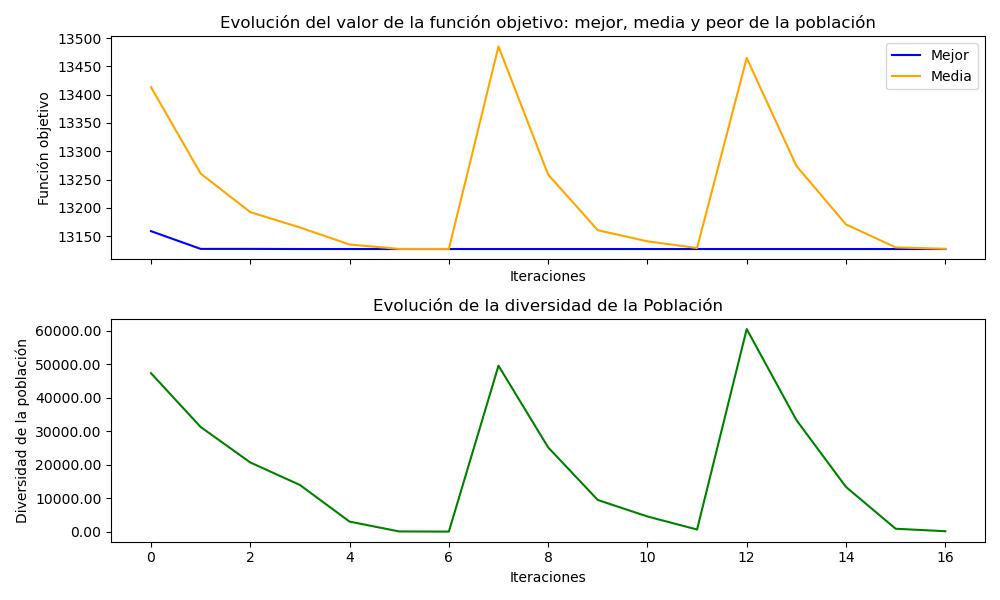 Evolución del valor de la función objetivo: mejor, media y peor de la población
13500
13450
13400
13350
13300
13250
13200
13150
Función objetivo
Mejor
Media
Iteraciones
Evolución de la diversidad de la Población
60000.00
50000.00
40000.00
30000.00
20000.00
10000.00
0.00
Diversidad de la población
0 2 4 6 8 10 12 14 16
Iteraciones